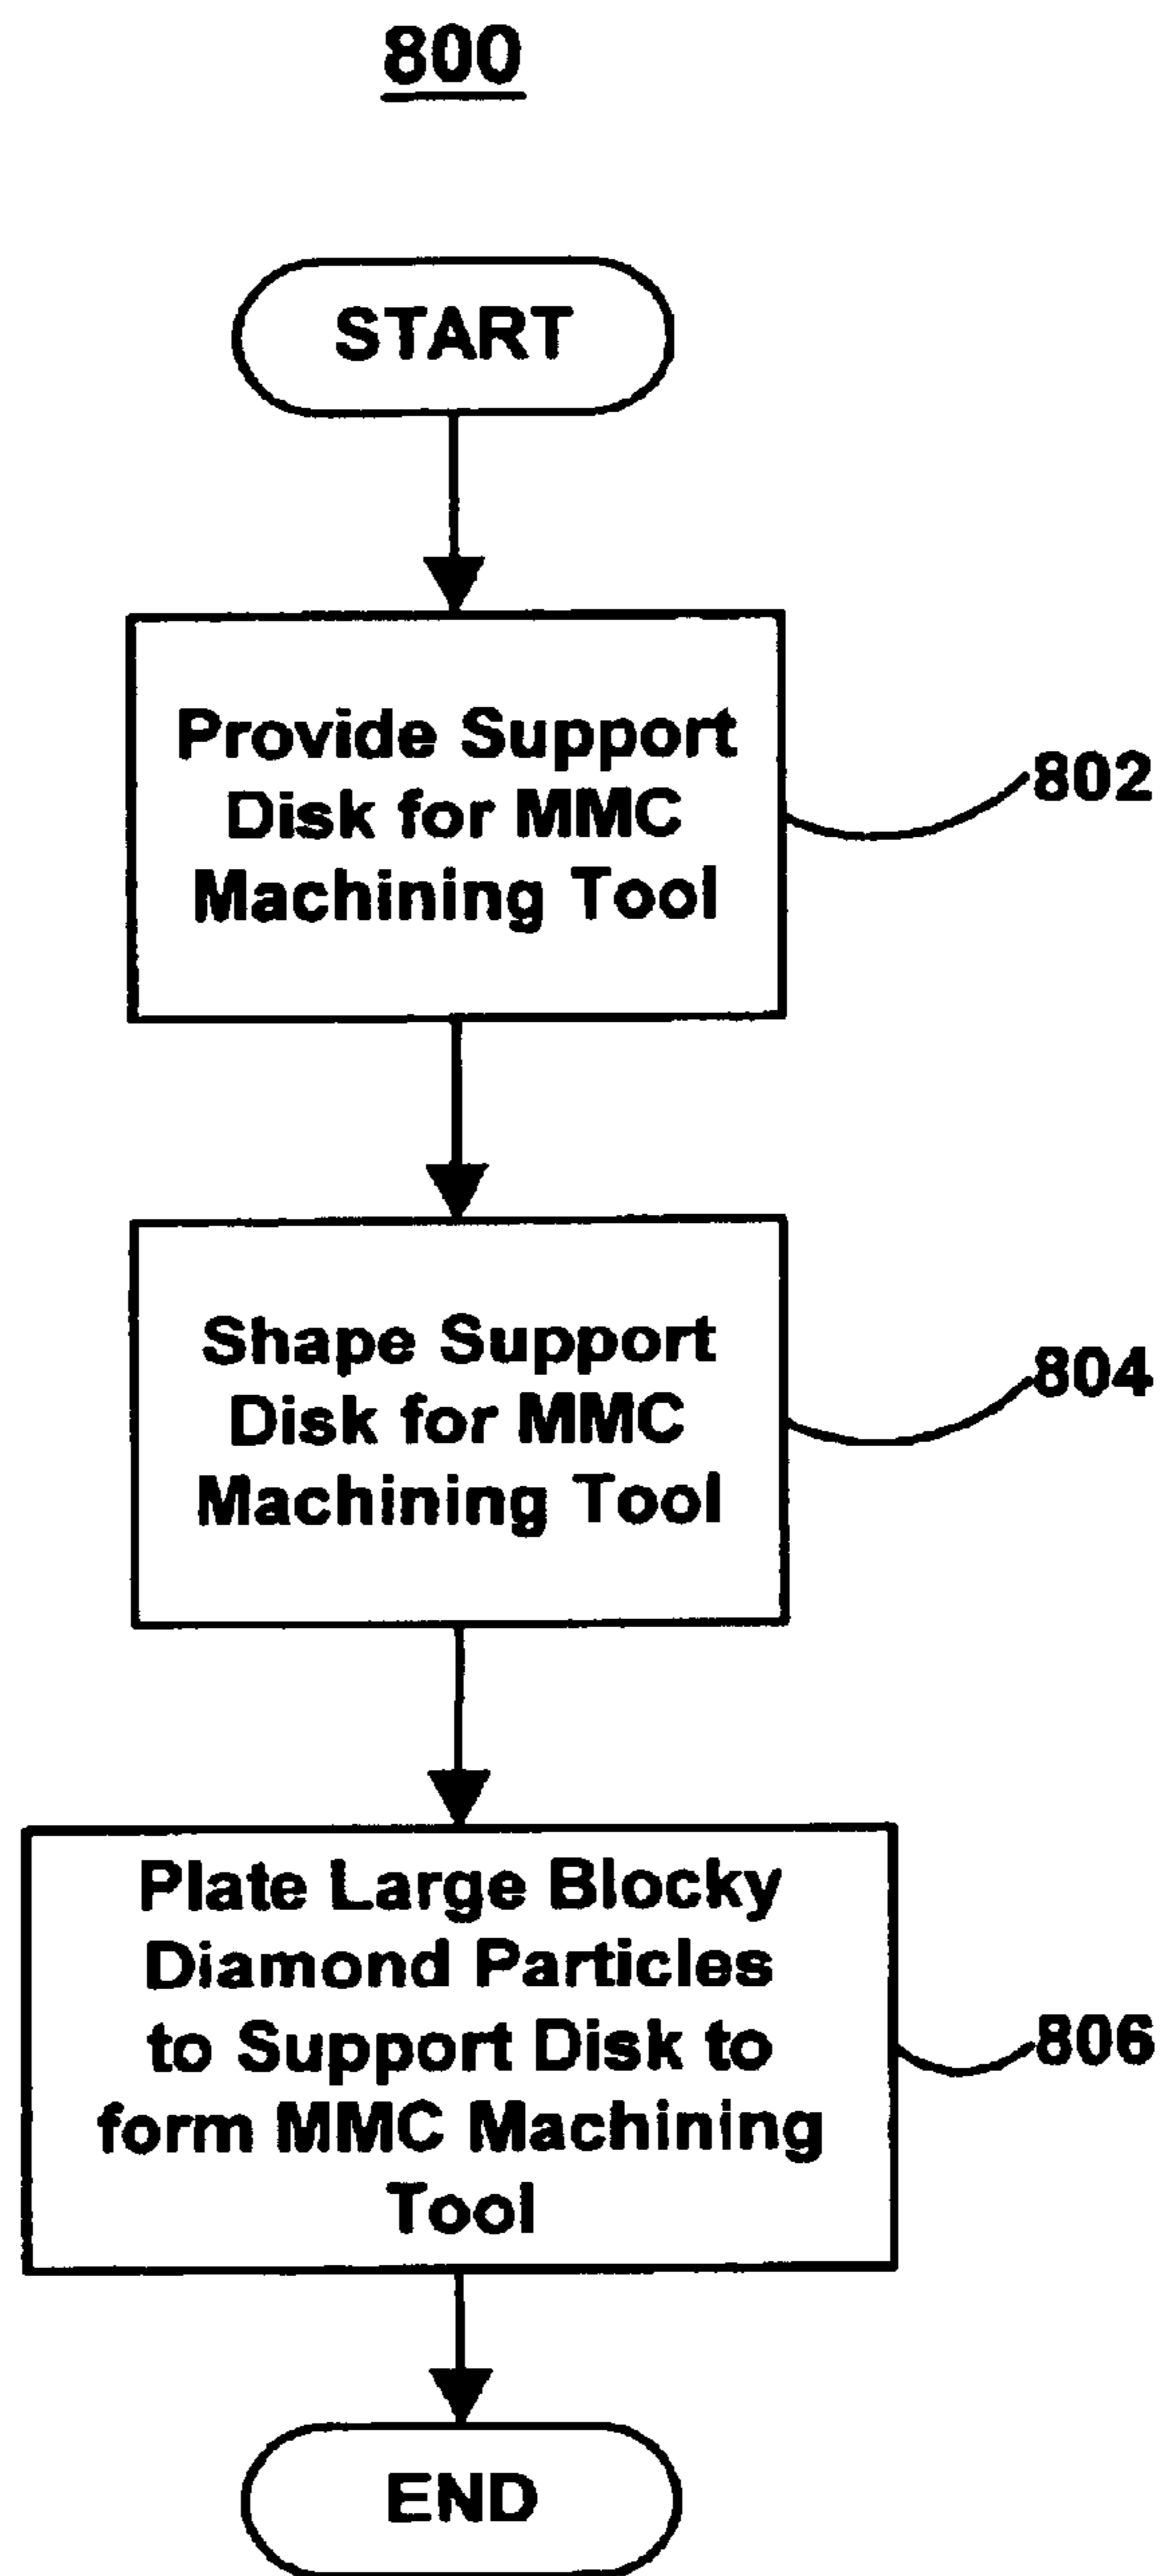 800
START
Provide Support
Disk for MMC
Machining Tool
802
Shape Support
Disk for MMC
Machining Tool
804
Plate Large Blocky
Diamond Particles
to Support Disk to
form MMC Machining
Tool
806
END